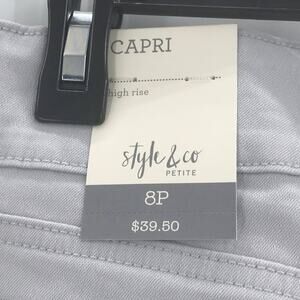 CAPRI
high rise
style & co
PETITE
8P
$39.50